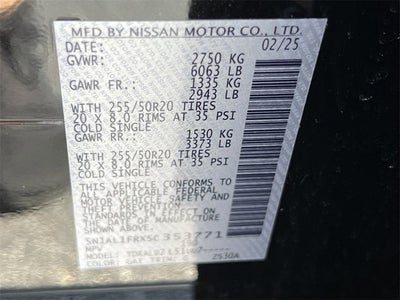 MFD BY NISSAN MOTOR CO., LTD.
DATE: 02/25
GVWR: 2750 KG
6063 LB
GAWR FR.: 1335 KG
2943 LB
WITH 255/50R20 TIRES
20 X 8.0 RIMS AT 35 PSI
COLD SINGLE
GAWR RR.: 1530 KG
3373 LB
WITH 255/50R20 TIRES
20 X 8.0 RIMS AT 35 PSI
COLD SINGLE
THIS VEHICLE CONFORMS TO
ALL APPLICABLE FEDERAL
MOTOR VEHICLE SAFETY AND
THEFT PREVENTION
STANDARDS IN EFFECT ON
THE DATE OF MANUFACTURE
SHOWN ABOVE.
5N1AL1FRXSC353771
MPV
COLOR: TRIM: Z530A